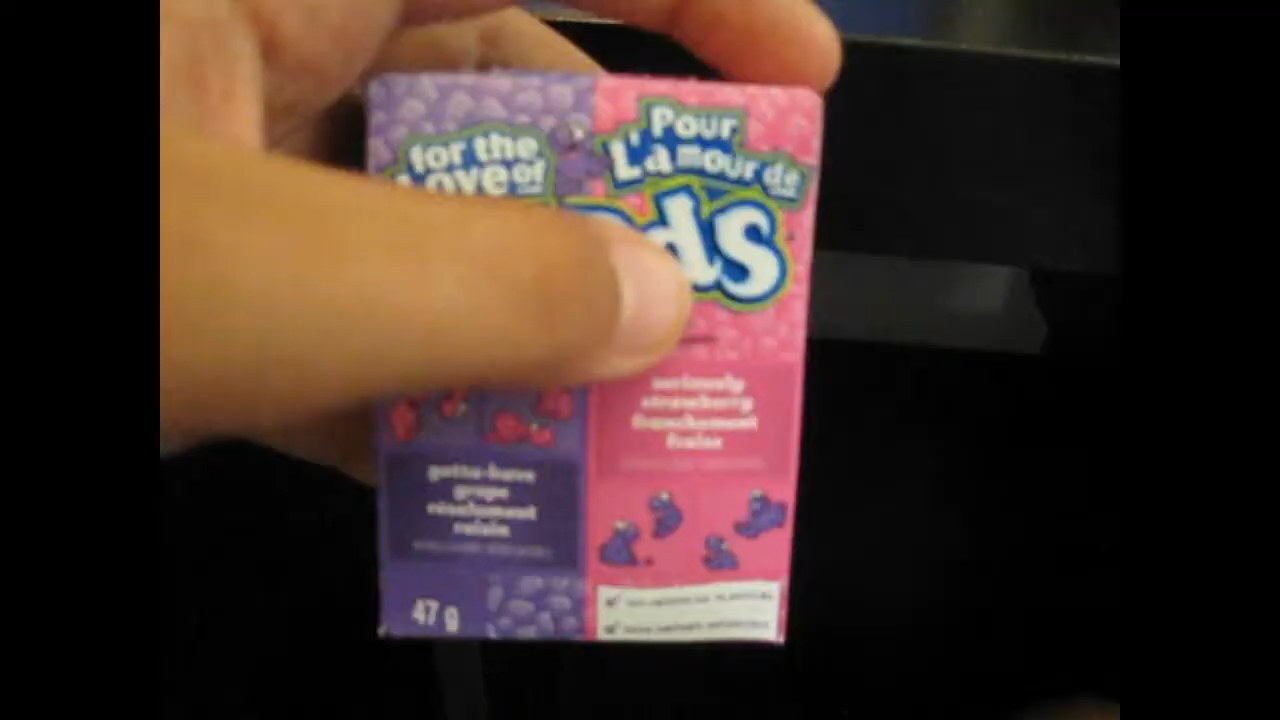 for the
Love of
Pour
L'amour de
ds
seriously
strawberry
franchement
fraise
gotta-have
grape
résolument
raisin
47 g